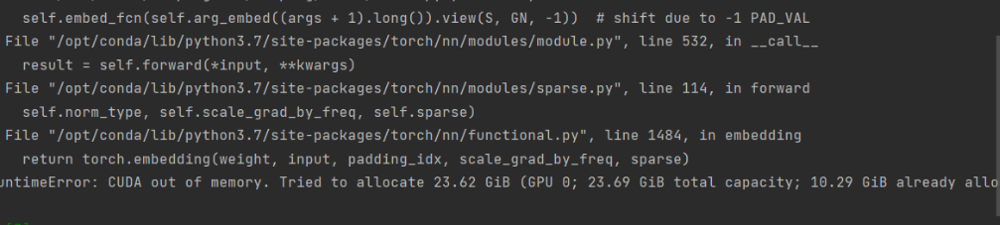 self.embed_fcn(self.arg_embed((args + 1).long()).view(S, GN, -1))  # shift due to -1 PAD_VAL
File "/opt/conda/lib/python3.7/site-packages/torch/nn/modules/module.py", line 532, in __call__
result = self.forward(*input, **kwargs)
File "/opt/conda/lib/python3.7/site-packages/torch/nn/modules/sparse.py", line 114, in forward
self.norm_type, self.scale_grad_by_freq, self.sparse)
File "/opt/conda/lib/python3.7/site-packages/torch/nn/functional.py", line 1484, in embedding
return torch.embedding(weight, input, padding_idx, scale_grad_by_freq, sparse)
untimeError: CUDA out of memory. Tried to allocate 23.62 GiB (GPU 0; 23.69 GiB total capacity; 10.29 GiB already allo